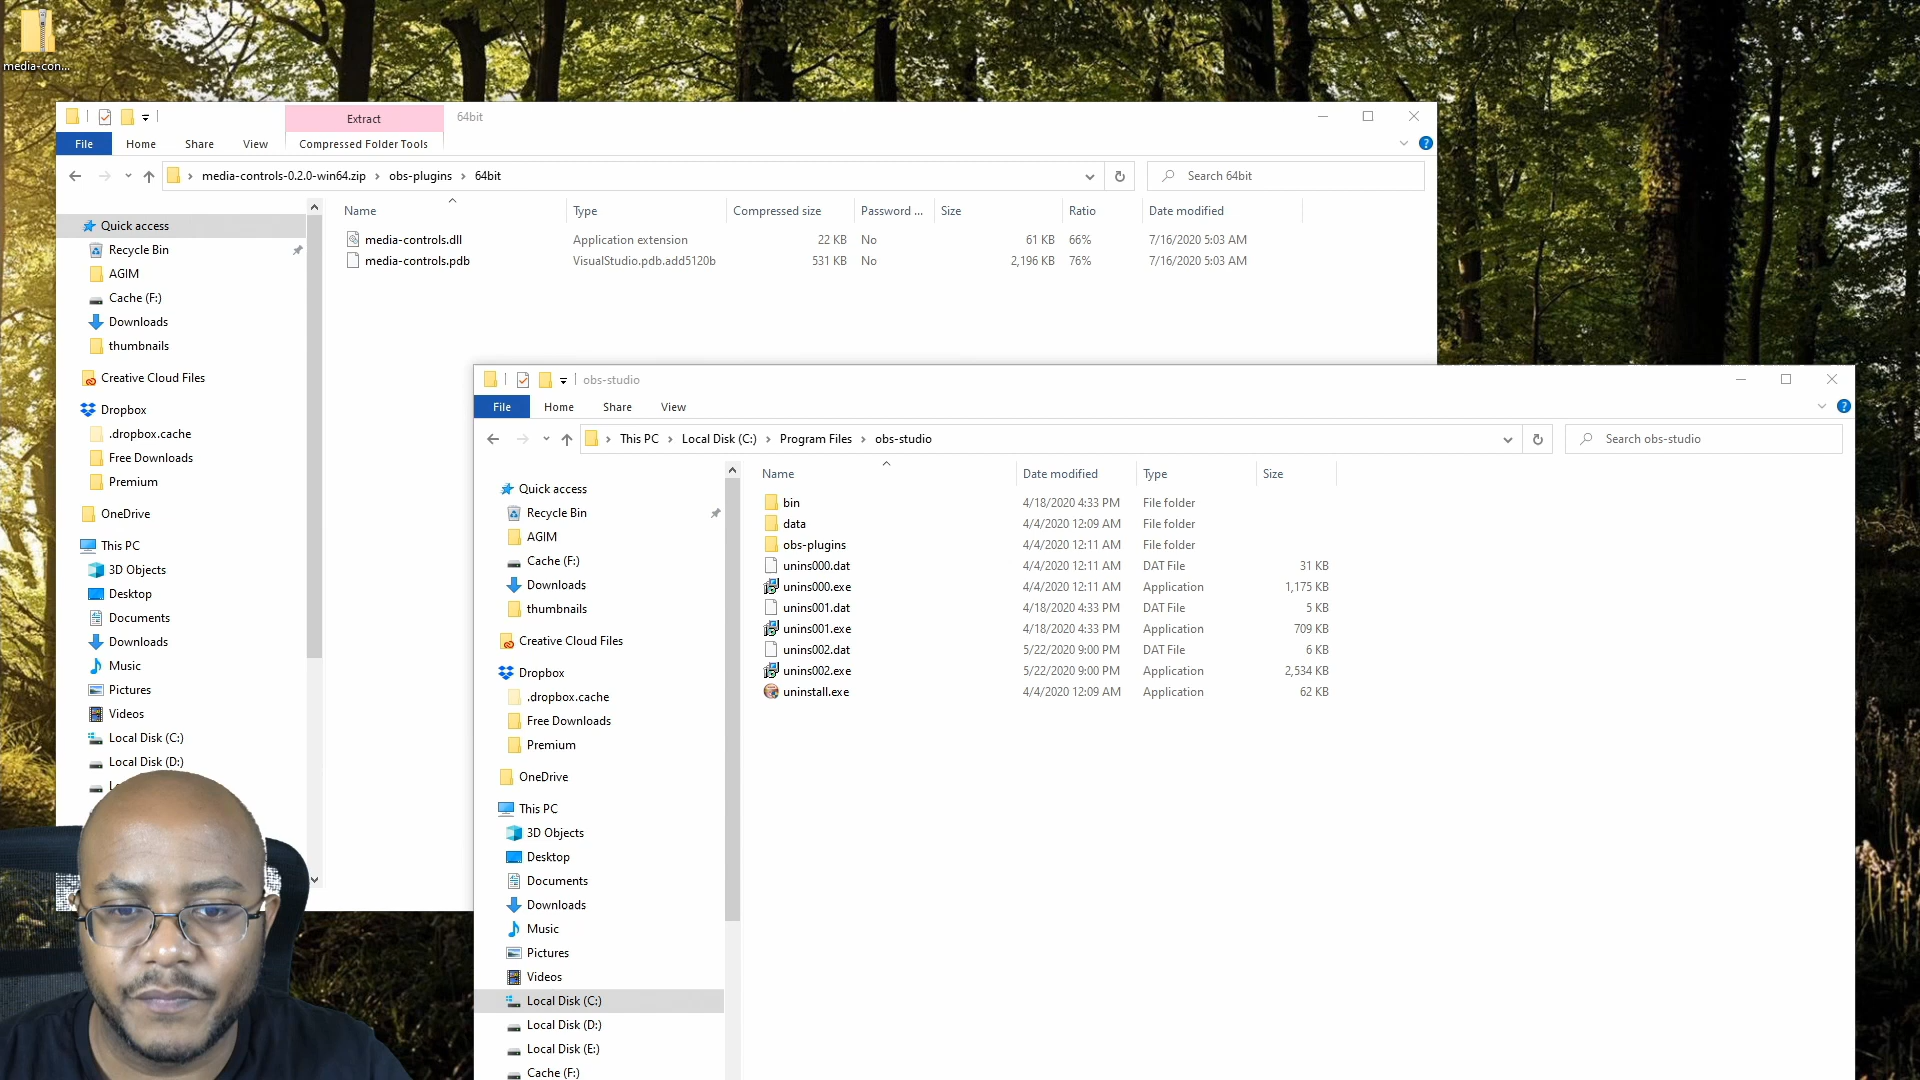 media-con...
Extract
64bit
File
Home
Share
View
Compressed Folder Tools
media-controls-0.2.0-win64.zip
obs-plugins
64bit
Search 64bit
Name
Type
Compressed size
Password ...
Size
Ratio
Date modified
media-controls.dll
Application extension
22 KB
No
61 KB
66%
7/16/2020 5:03 AM
media-controls.pdb
VisualStudio.pdb.add5120b
531 KB
No
2,196 KB
76%
7/16/2020 5:03 AM
Quick access
Recycle Bin
AGIM
Cache (F:)
Downloads
thumbnails
Creative Cloud Files
Dropbox
.dropbox.cache
Free Downloads
Premium
OneDrive
This PC
3D Objects
Desktop
Documents
Downloads
Music
Pictures
Videos
Local Disk (C:)
Local Disk (D:)
obs-studio
File
Home
Share
View
This PC
Local Disk (C:)
Program Files
obs-studio
Search obs-studio
Name
Date modified
Type
Size
bin
4/18/2020 4:33 PM
File folder
data
4/4/2020 12:09 AM
File folder
obs-plugins
4/4/2020 12:11 AM
File folder
unins000.dat
4/4/2020 12:11 AM
DAT File
31 KB
unins000.exe
4/4/2020 12:11 AM
Application
1,175 KB
unins001.dat
4/18/2020 4:33 PM
DAT File
5 KB
unins001.exe
4/18/2020 4:33 PM
Application
709 KB
unins002.dat
5/22/2020 9:00 PM
DAT File
6 KB
unins002.exe
5/22/2020 9:00 PM
Application
2,534 KB
uninstall.exe
4/4/2020 12:09 AM
Application
62 KB
Quick access
Recycle Bin
AGIM
Cache (F:)
Downloads
thumbnails
Creative Cloud Files
Dropbox
.dropbox.cache
Free Downloads
Premium
OneDrive
This PC
3D Objects
Desktop
Documents
Downloads
Music
Pictures
Videos
Local Disk (C:)
Local Disk (D:)
Local Disk (E:)
Cache (F:)